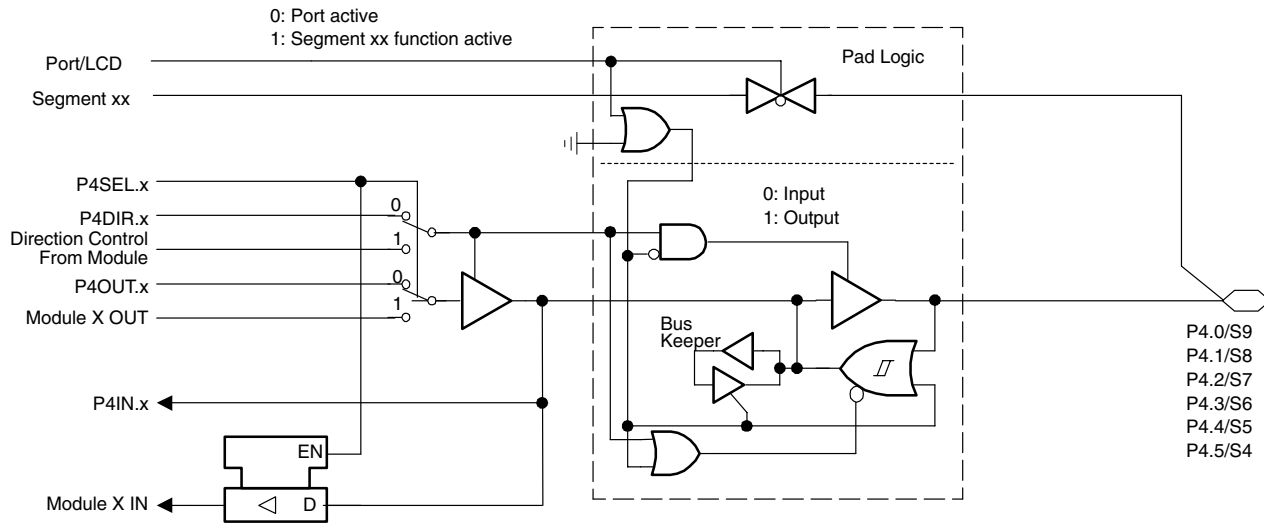 0: Port active
1: Segment xx function active
Port/LCD
Pad Logic
Segment xx
P4SEL.x
0: Input
1: Output
0
P4DIR.x
Direction Control
From Module
1
0
P4OUT.x
1
Module X OUT
Bus
Keeper
P4.0/S9
P4.1/S8
P4.2/S7
P4.3/S6
P4.4/S5
P4.5/S4
P4IN.x
EN
Module X IN
D